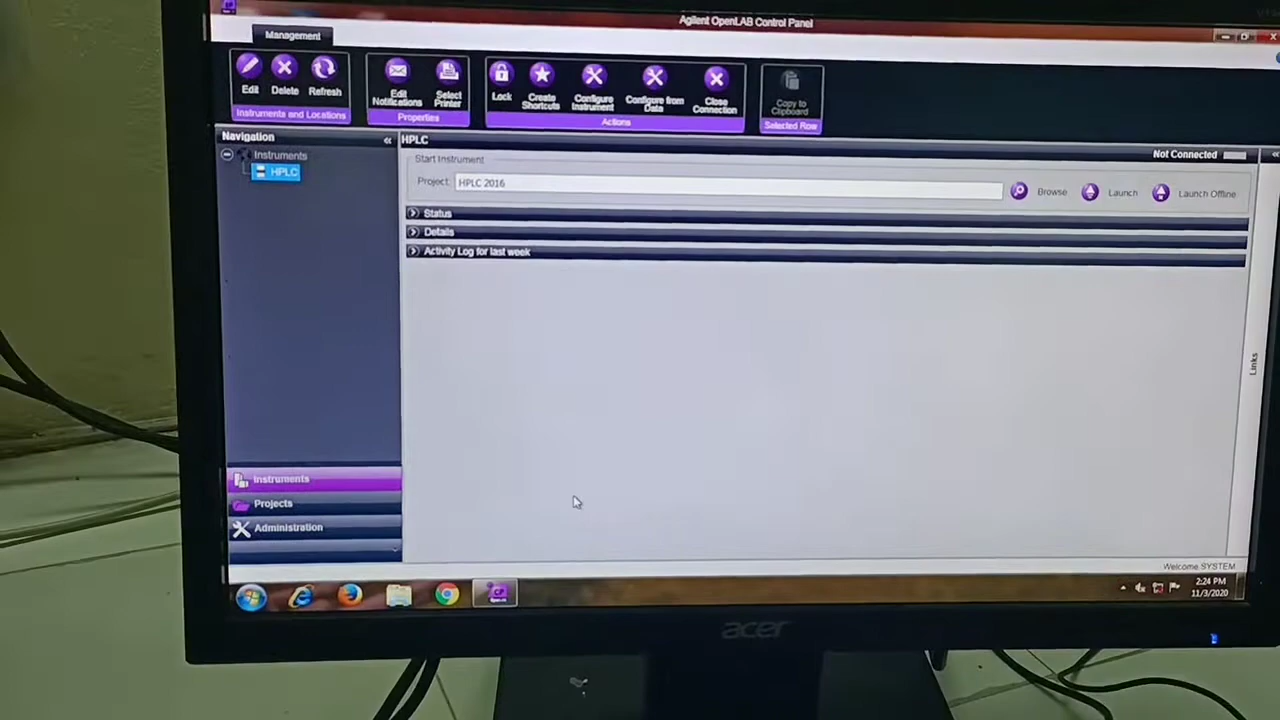 Agilent OpenLAB Control Panel
Management
Edit
Delete
Refresh
Instruments and Locations
Edit Notifications
Select Printer
Properties
Lock
Create Shortcuts
Configure Instrument
Configure from Data
Close Connection
Actions
Copy to Clipboard
Selected Row
Navigation
Instruments
HPLC
Instruments
Projects
Administration
HPLC
Not Connected
Start Instrument
Project:
HPLC 2016
Browse
Launch
Launch Offline
Status
Details
Activity Log for last week
Links
Welcome SYSTEM
CP
2:24 PM
11/3/2020
acer